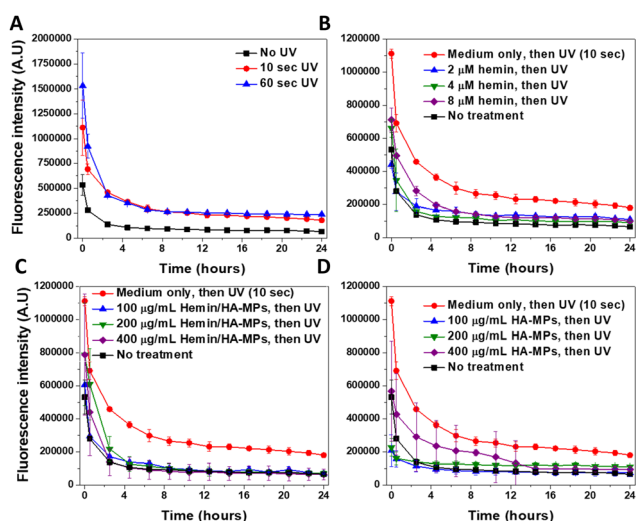 A
Fluorescence intensity (A.U)
2000000
1750000
1500000
1250000
1000000
750000
500000
250000
0
No UV
10 sec UV
60 sec UV
0 4 8 12 16 20 24
Time (hours)
B
1200000
1000000
800000
600000
400000
200000
0
Medium only, then UV (10 sec)
2 μM hemin, then UV
4 μM hemin, then UV
8 μM hemin, then UV
No treatment
0 4 8 12 16 20 24
Time (hours)
C
Fluorescence intensity (A.U)
1200000
1000000
800000
600000
400000
200000
0
Medium only, then UV (10 sec)
100 μg/mL Hemin/HA-MPs, then UV
200 μg/mL Hemin/HA-MPs, then UV
400 μg/mL Hemin/HA-MPs, then UV
No treatment
0 4 8 12 16 20 24
Time (hours)
D
1200000
1000000
800000
600000
400000
200000
0
Medium only, then UV (10 sec)
100 μg/mL HA-MPs, then UV
200 μg/mL HA-MPs, then UV
400 μg/mL HA-MPs, then UV
No treatment
0 4 8 12 16 20 24
Time (hours)